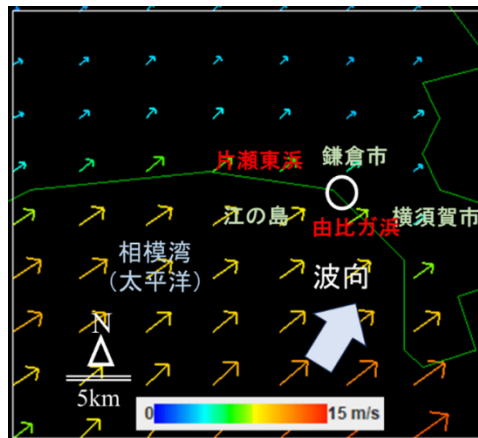 片瀬東浜
鎌倉市
江の島
由比ガ浜
横須賀市
相模湾
(太平洋)
波向
N
5km
0
15 m/s